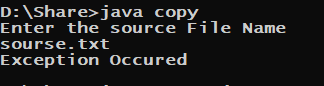 D:\Share>java copy
Enter the source File Name
sourse.txt
Exception Occured